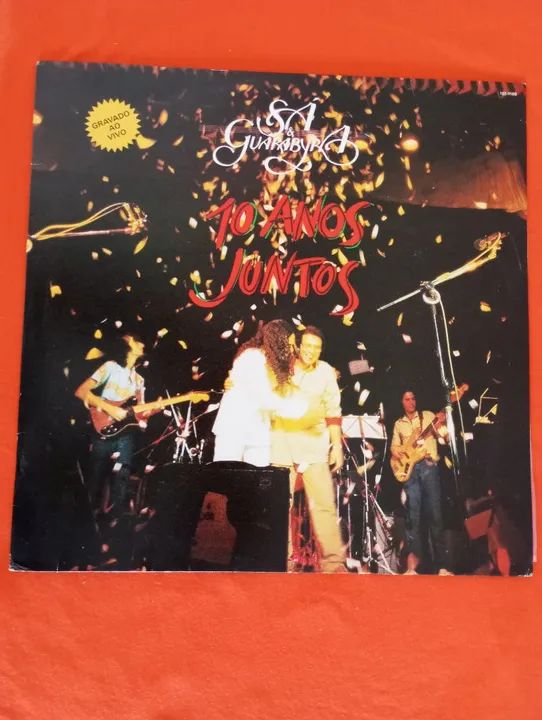 GRAVADO
AO
VIVO
SÁ
&
GUARABYRA
10 ANOS
JUNTOS